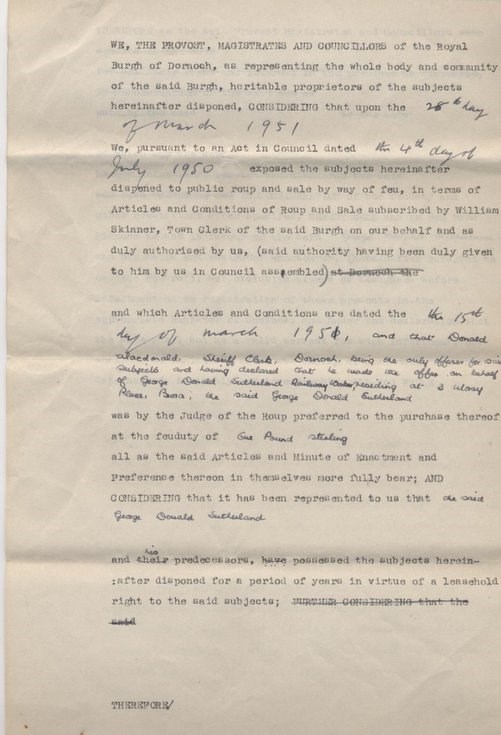 WE, THE PROVOST, MAGISTRATES AND COUNCILLORS of the Royal
Burgh of Dornoch, as representing the whole body and community
of the said Burgh, heritable proprietors of the subjects
hereinafter disponed, CONSIDERING that upon the 28th day
of March 1951
We, pursuant to an Act in Council dated the 4th day of
July 1950 exposed the subjects hereinafter
disponed to public roup and sale by way of feu, in terms of
Articles and Conditions of Roup and Sale subscribed by William
Skinner, Town Clerk of the said Burgh on our behalf and as
duly authorised by us, (said authority having been duly given
to him by us in Council assembled) at Dornoch the
and which Articles and Conditions are dated the the 15th
day of March 1951, and that Donald
Macdonald, Sheriff Clerk, Dornoch, being the only offerer for said
subjects and having declared that he made the offer on behalf
of George Donald Sutherland Railway residing at 3
Place, Brora, the said George Donald Sutherland
was by the Judge of the Roup preferred to the purchase thereof
at the feuduty of One Pound sterling
all as the said Articles and Minute of Enactment and
Preference thereon in themselves more fully bear; AND
CONSIDERING that it has been represented to us that the said
George Donald Sutherland
and their his predecessors, have possessed the subjects herein-
:after disponed for a period of years in virtue of a leasehold
right to the said subjects; FURTHER CONSIDERING that the
said
THEREFORE/